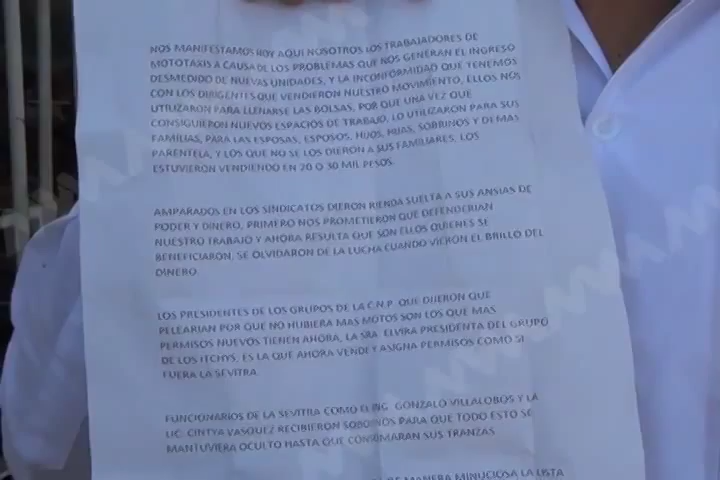 NOS MANIFESTAMOS HOY AQUI NOSOTROS LOS TRABAJADORES DE
MOTOTAXIS A CAUSA DE LOS PROBLEMAS QUE NOS GENERAN EL INGRESO
DESMEDIDO DE NUEVAS UNIDADES, Y LA INCONFORMIDAD QUE TENEMOS
CON LOS DIRIGENTES QUE VENDIERON NUESTRO MOVIMIENTO, ELLOS NOS
UTILIZARON PARA LLENARSE LAS BOLSAS, POR QUE UNA VEZ QUE
CONSIGUIERON NUEVOS ESPACIOS DE TRABAJO, LO UTILIZARON PARA SUS
FAMILIAS, PARA LAS ESPOSAS, ESPOSOS, HIJOS, HIJAS, SOBRINOS Y DEMAS
PARENTELA, Y LOS QUE NO SE LOS DIERON A SUS FAMILIARES, LOS
ESTUVIERON VENDIENDO EN 20 O 30 MIL PESOS.
AMPARADOS EN LOS SINDICATOS DIERON RIENDA SUELTA A SUS ANSIAS DE
PODER Y DINERO, PRIMERO NOS PROMETIERON QUE DEFENDERIAN
NUESTRO TRABAJO Y AHORA RESULTA QUE SON ELLOS QUIENES SE
BENEFICIARON, SE OLVIDARON DE LA LUCHA CUANDO VIERON EL BRILLO DEL
DINERO.
LOS PRESIDENTES DE LOS GRUPOS DE LA C.N.P. QUE DIJERON QUE
PELEARIAN POR QUE NO HUBIERA MAS MOTOS SON LOS QUE MAS
PERMISOS NUEVOS TIENEN AHORA, LA SRA. ELVIRA PRESIDENTA DEL GRUPO
DE LOS ITCHYS, ES LA QUE AHORA VENDE Y ASIGNA PERMISOS COMO SI
FUERA LA SEVITRA.
FUNCIONARIOS DE LA SEVITRA COMO EL ING. GONZALO VILLALOBOS Y LA
LIC. CINTYA VASQUEZ RECIBIERON SOBORNOS PARA QUE TODO ESTO SE
MANTUVIERA OCULTO HASTA QUE CONSUMARAN SUS TRANZAS.
DE MANERA MINUCIOSA LA LISTA